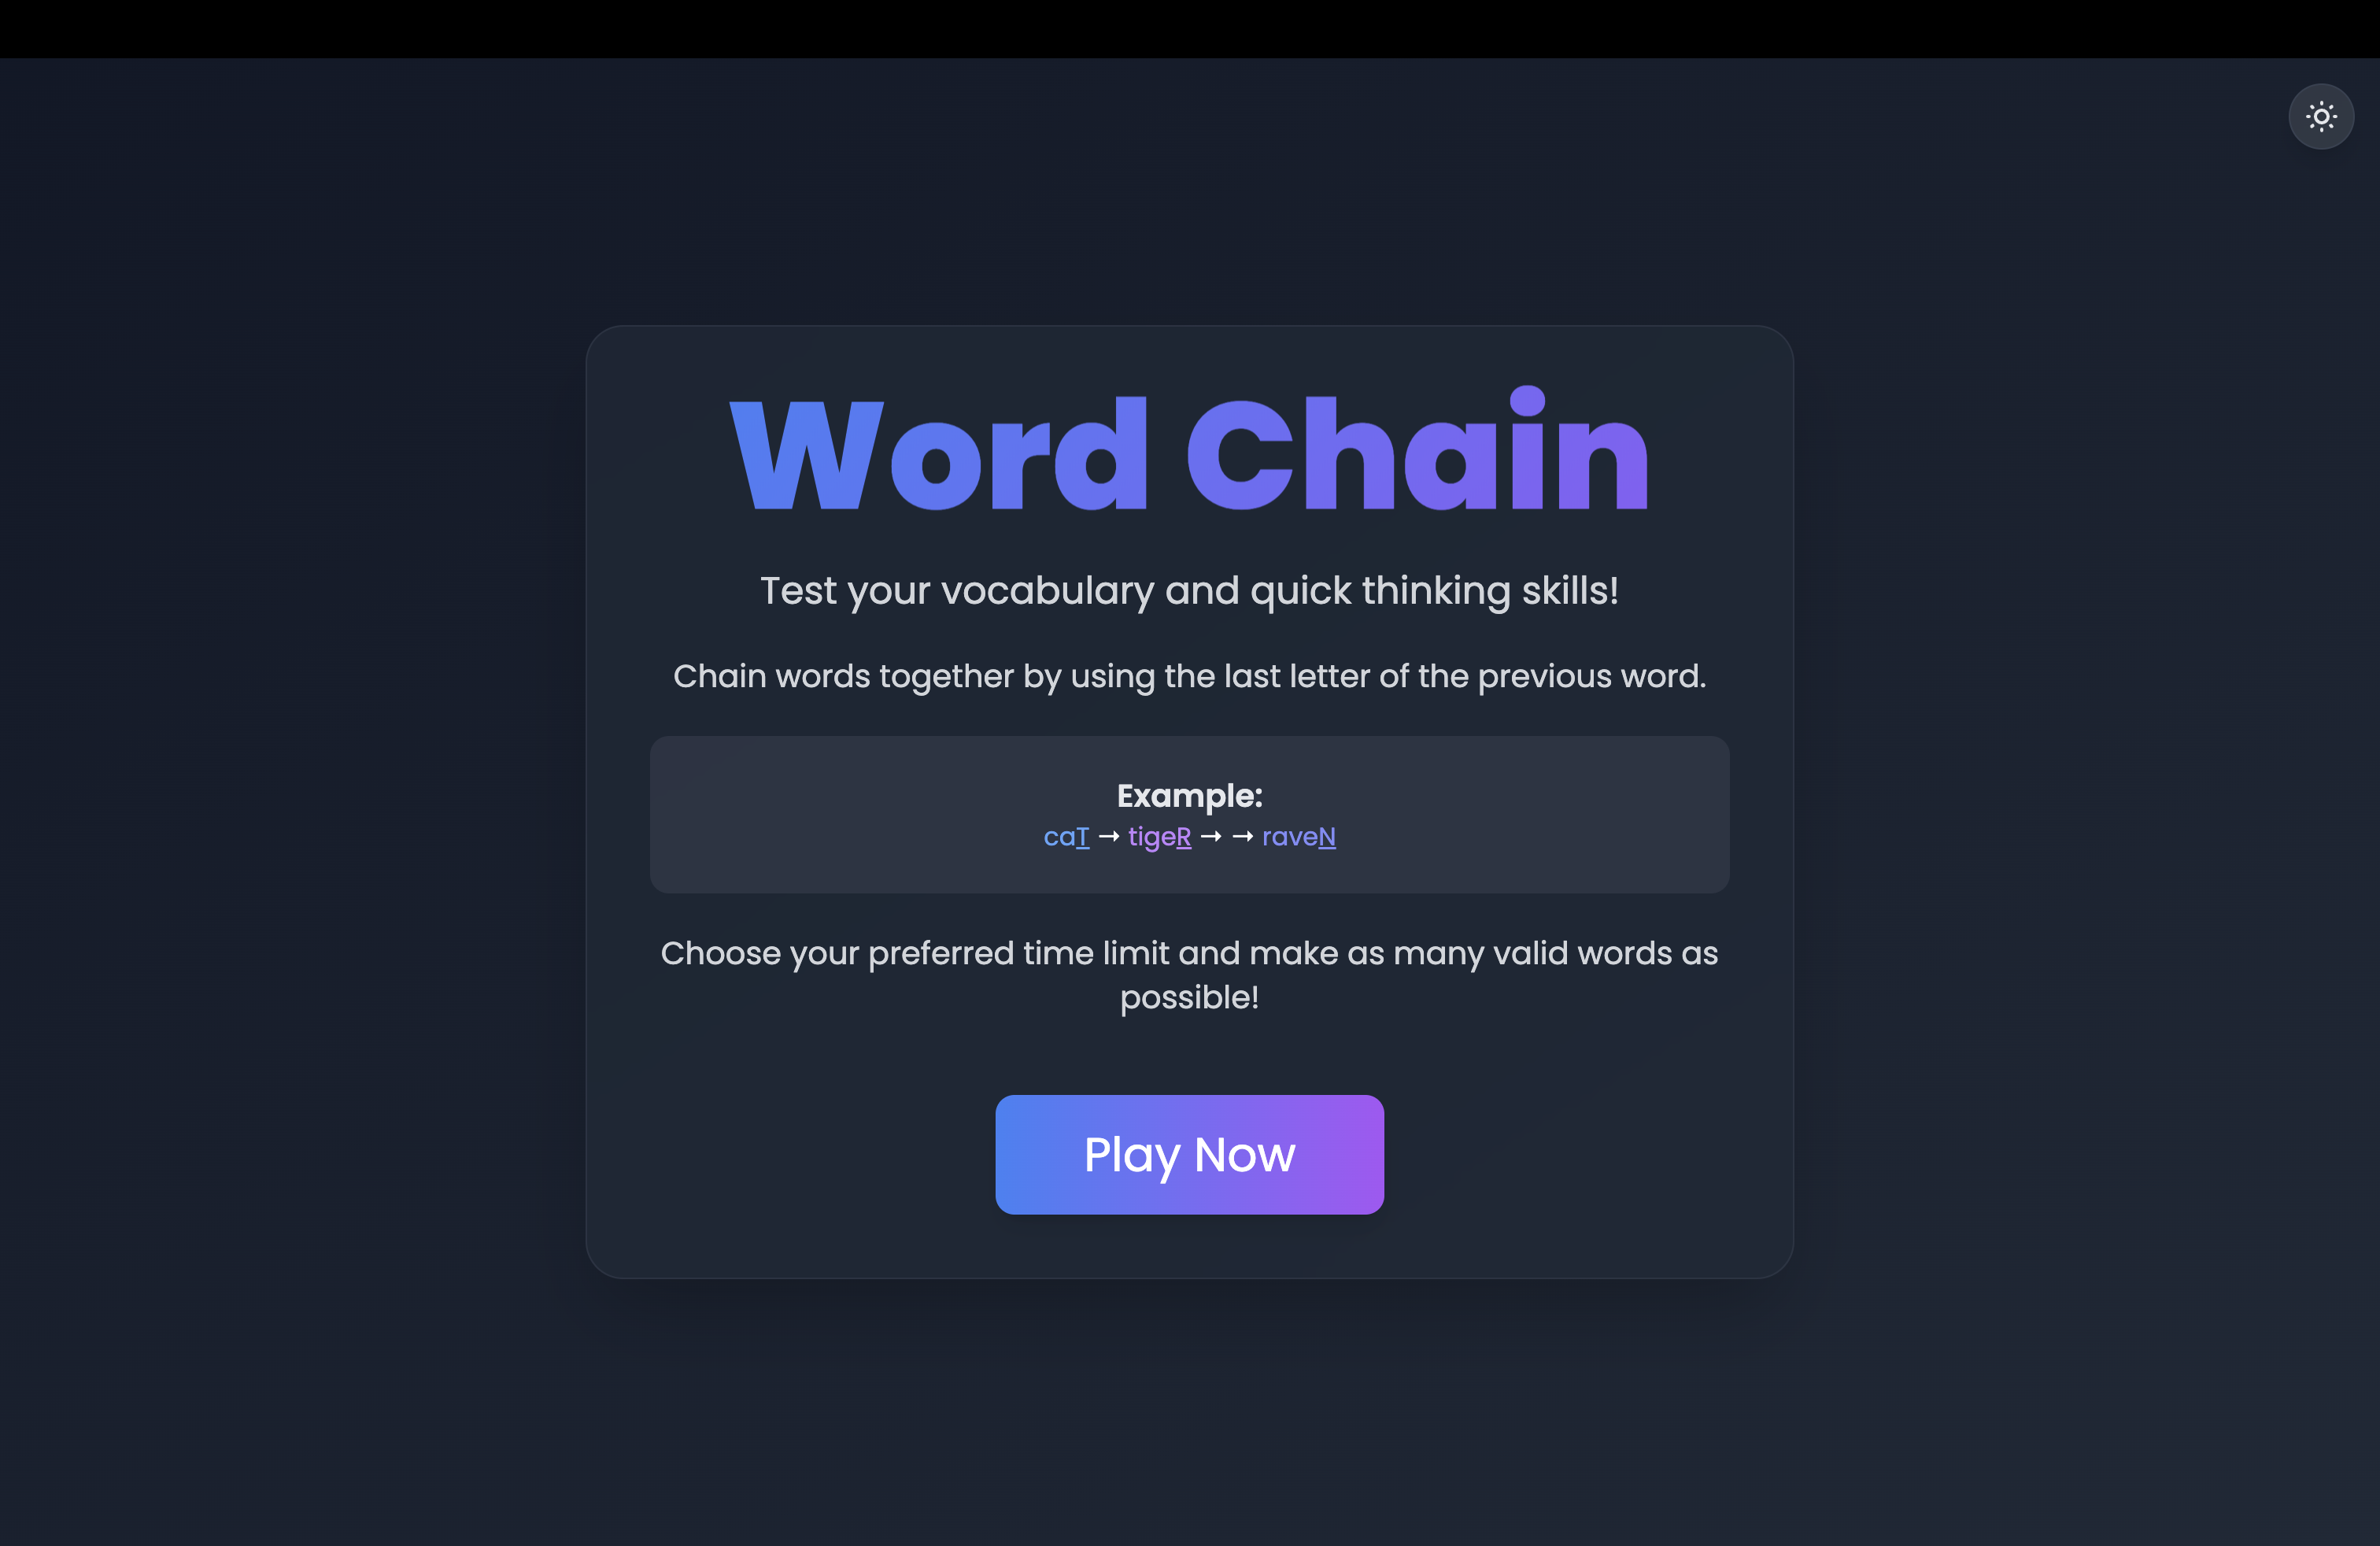 Word Chain
Test your vocabulary and quick thinking skills!
Chain words together by using the last letter of the previous word.
Example:
caT → tigeR → → raveN
Choose your preferred time limit and make as many valid words as
possible!
Play Now